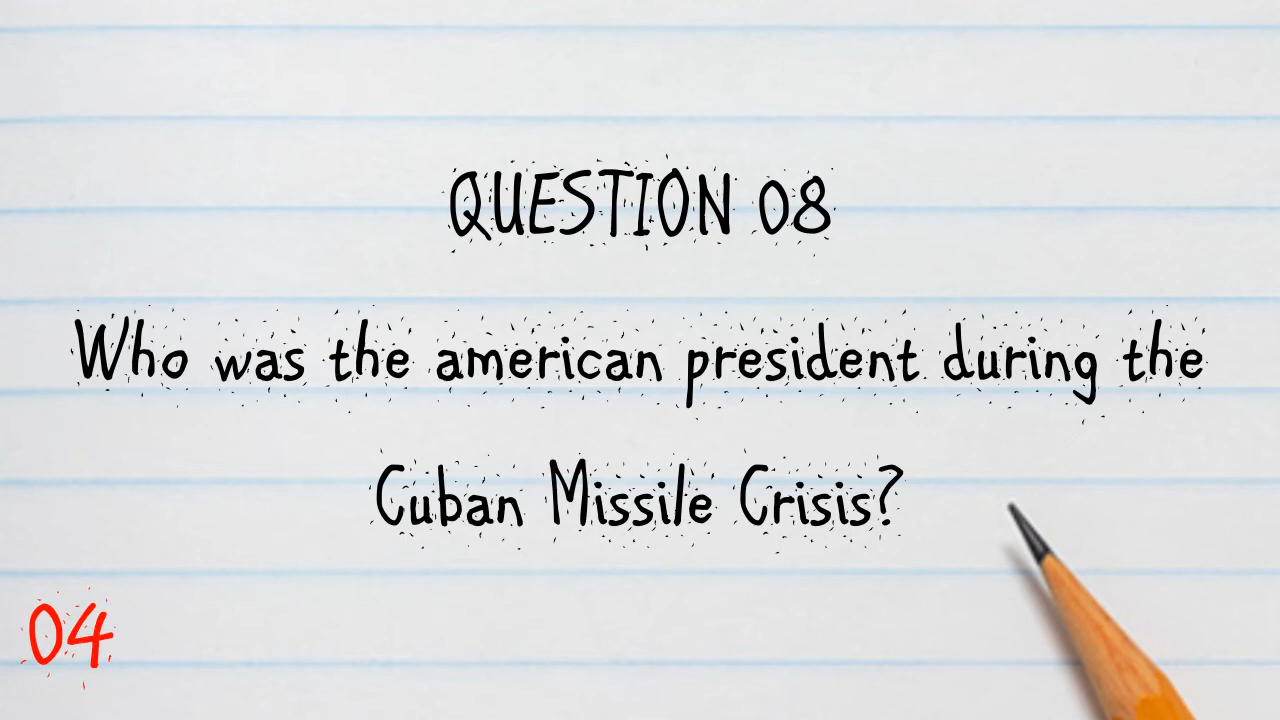 QUESTION 08
Who was the american president during the
Cuban Missile Crisis?
04